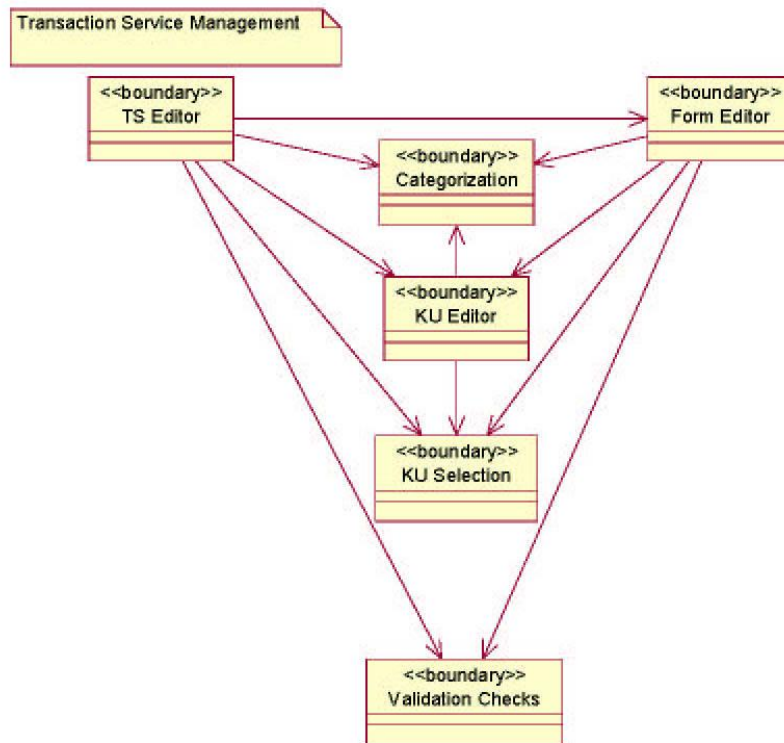 Transaction Service Management
<<boundary>>
TS Editor
<<boundary>>
Form Editor
<<boundary>>
Categorization
<<boundary>>
KU Editor
<<boundary>>
KU Selection
<<boundary>>
Validation Checks